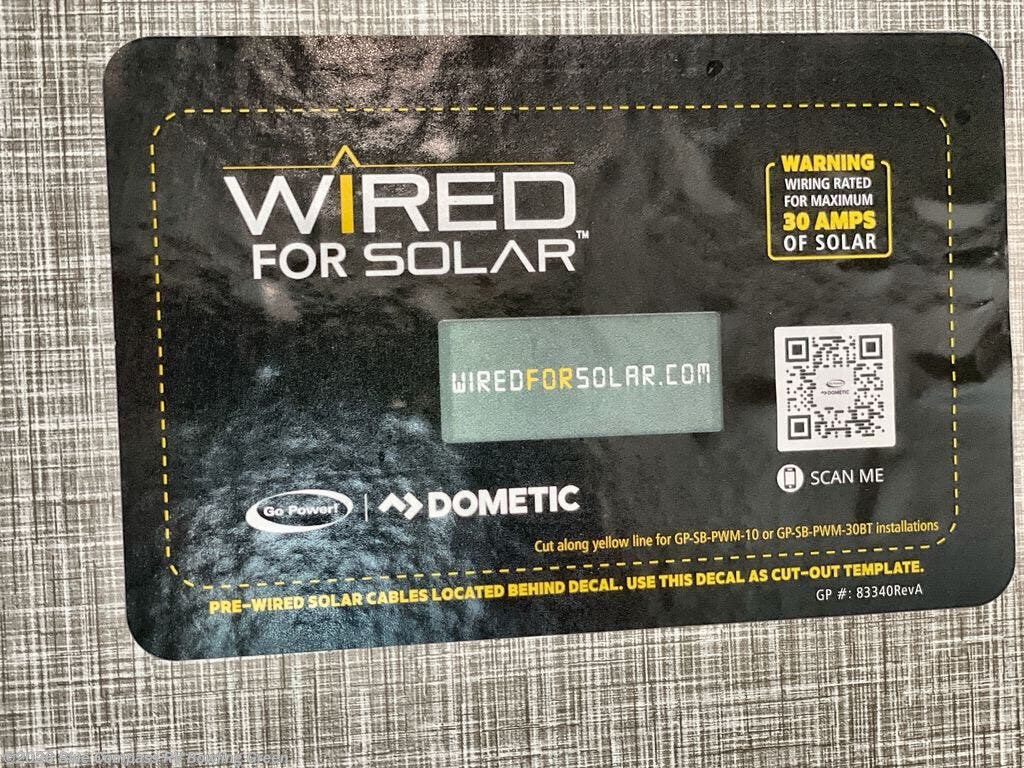 WIRED
FOR SOLAR™
WARNING
WIRING RATED
FOR MAXIMUM
30 AMPS
OF SOLAR
WIREDFORSOLAR.COM
DOMETIC
SCAN ME
Go Power! | DOMETIC
Cut along yellow line for GP-SB-PWM-10 or GP-SB-PWM-30BT installations
PRE-WIRED SOLAR CABLES LOCATED BEHIND DECAL. USE THIS DECAL AS CUT-OUT TEMPLATE.
GP #: 83340RevA